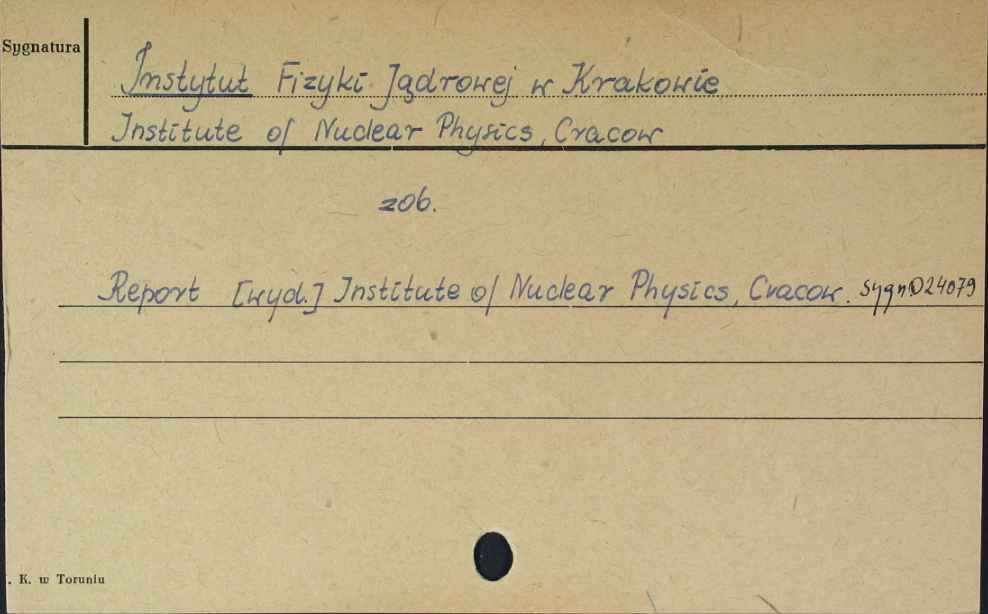 Sygnatura
Instytut Fizyki Jądrowej w Krakowie
Institute of Nuclear Physics, Cracow
zob.
Report [wyd.] Institute of Nuclear Physics, Cracow. Sygn. D24079
. K. w Toruniu